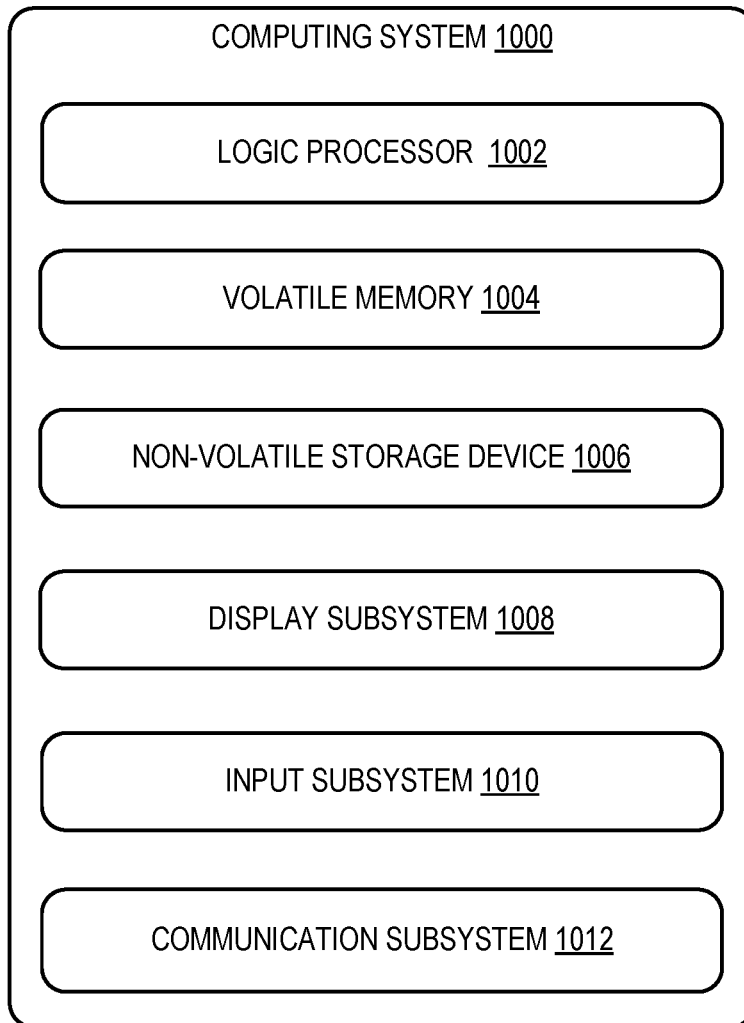 COMPUTING SYSTEM 1000
LOGIC PROCESSOR 1002
VOLATILE MEMORY 1004
NON-VOLATILE STORAGE DEVICE 1006
DISPLAY SUBSYSTEM 1008
INPUT SUBSYSTEM 1010
COMMUNICATION SUBSYSTEM 1012